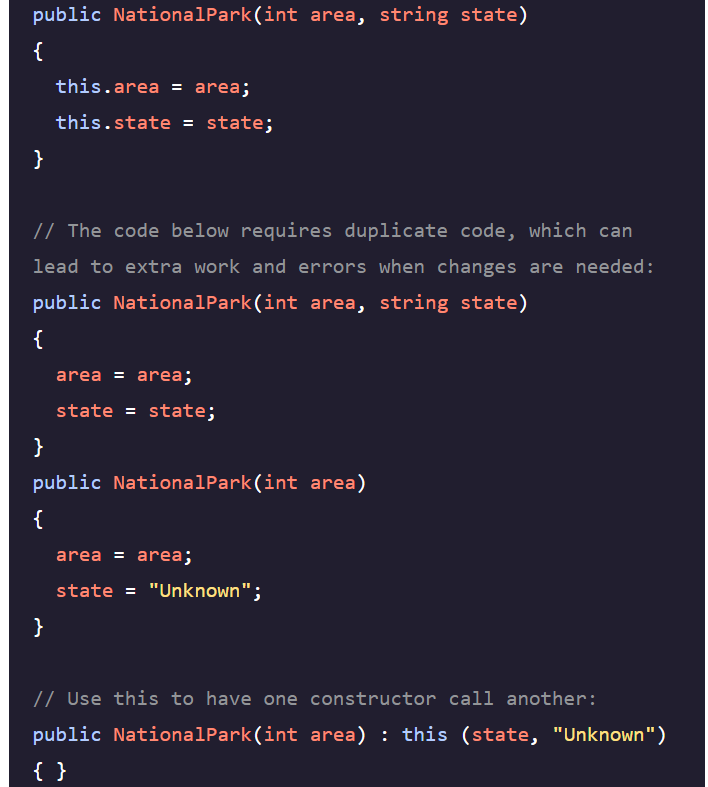 public NationalPark(int area, string state)
{
  this.area = area;
  this.state = state;
}
// The code below requires duplicate code, which can
lead to extra work and errors when changes are needed:
public NationalPark(int area, string state)
{
  area = area;
  state = state;
}
public NationalPark(int area)
{
  area = area;
  state = "Unknown";
}
// Use this to have one constructor call another:
public NationalPark(int area) : this (state, "Unknown")
{ }